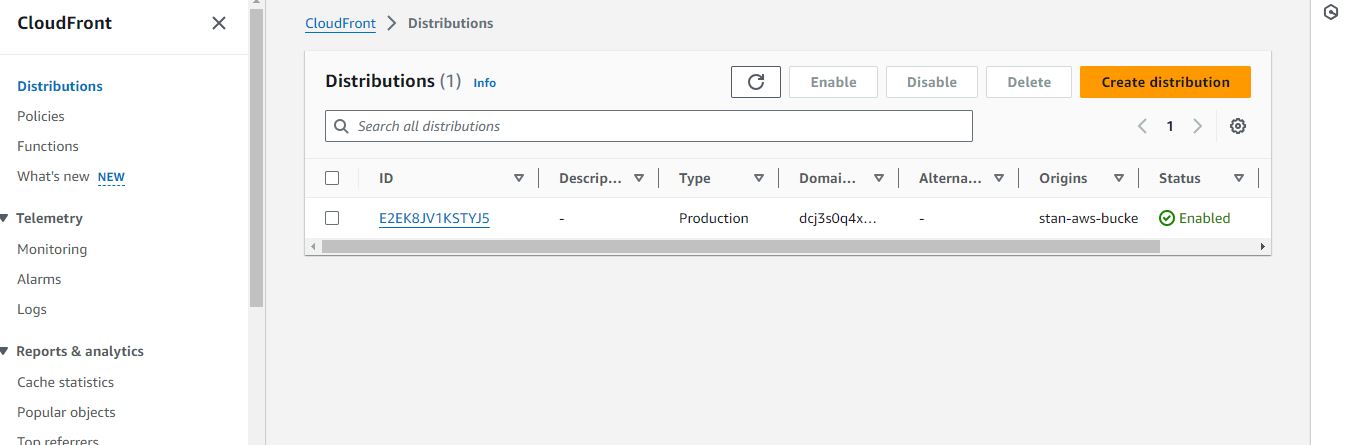 CloudFront
Distributions
Policies
Functions
What's new NEW
Telemetry
Monitoring
Alarms
Logs
Reports & analytics
Cache statistics
Popular objects
Top referrers
CloudFront > Distributions
Distributions (1) Info
Enable
Disable
Delete
Create distribution
Search all distributions
1
ID Descrip... Type Domai... Alterna... Origins Status
E2EK8JV1KSTYJ5 - Production dcj3s0q4x... - stan-aws-bucke Enabled